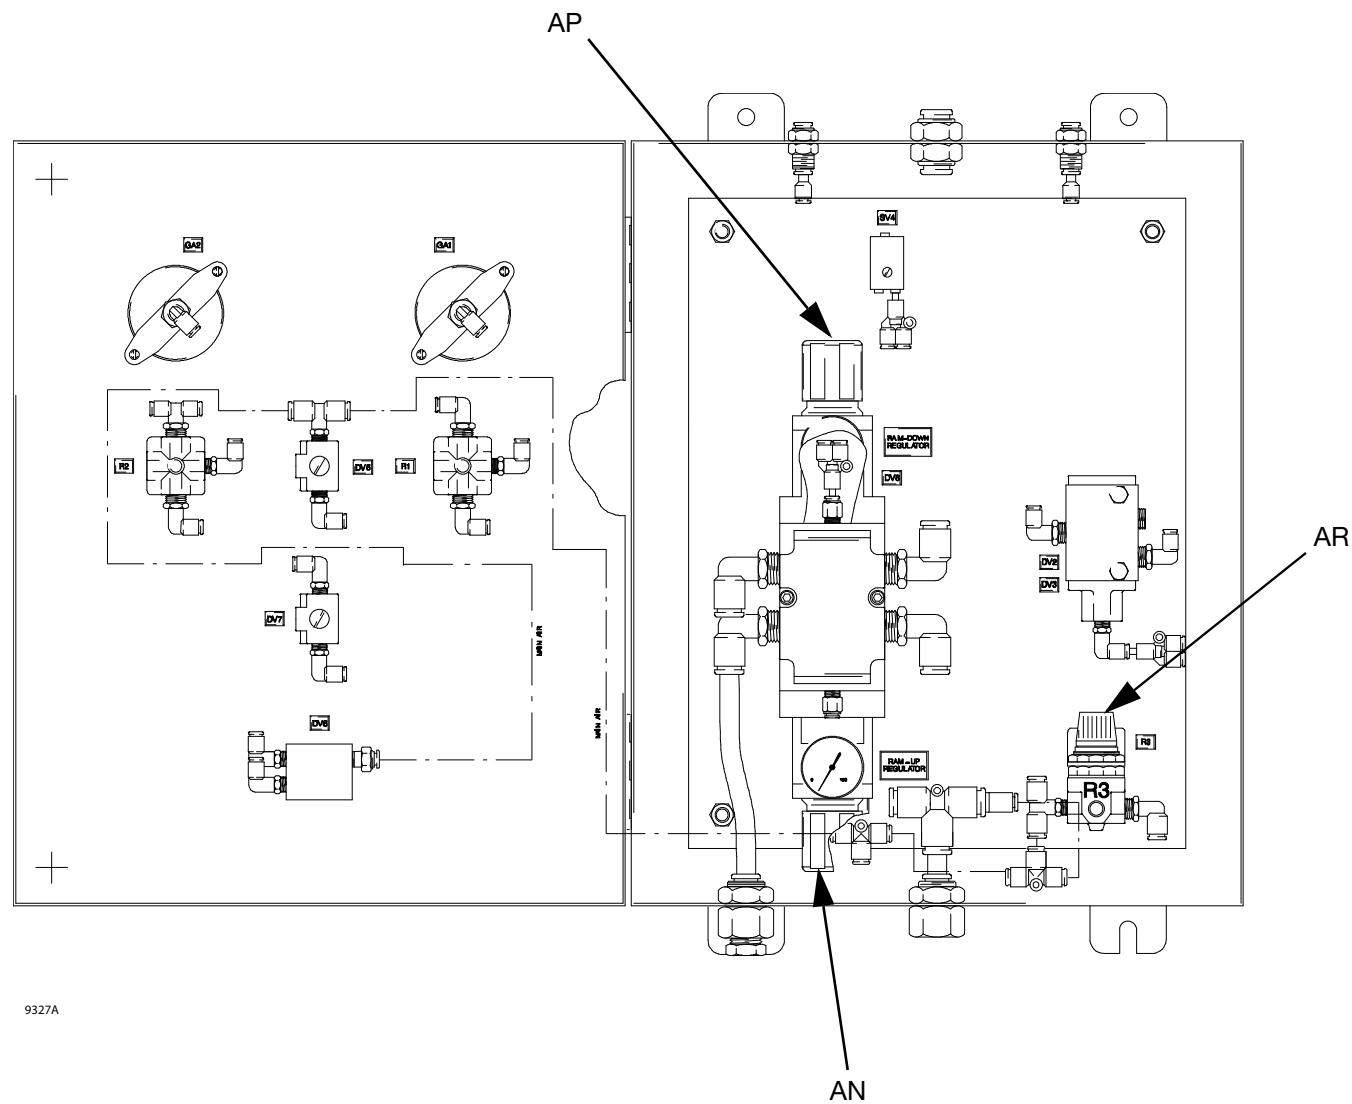 AP
SV4
GA2
GA1
RAM-DOWN
REGULATOR
R2
DV5
R1
AR
DV2
DV3
DV7
MAIN AIR
MAIN AIR
DV6
R3
RAM-UP
REGULATOR
R3
9327A
AN